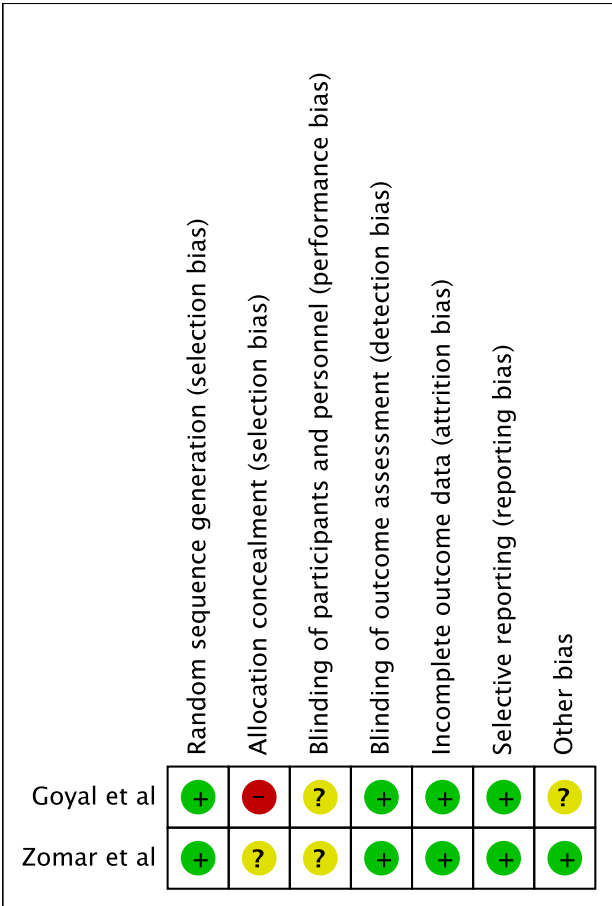 Random sequence generation (selection bias)
Allocation concealment (selection bias)
Blinding of participants and personnel (performance bias)
Blinding of outcome assessment (detection bias)
Incomplete outcome data (attrition bias)
Selective reporting (reporting bias)
Other bias
Goyal et al + - ? + + + ?
Zomar et al + ? ? + + + +